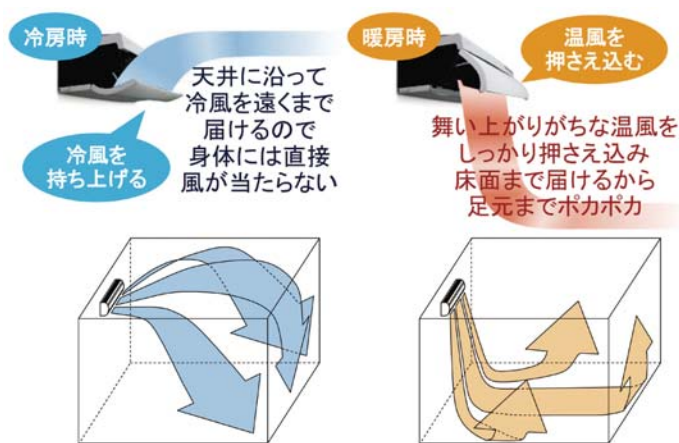 冷房時
天井に沿って
冷風を遠くまで
届けるので
身体には直接
風が当たらない
冷風を
持ち上げる
暖房時
温風を
押さえ込む
舞い上がりがちな温風を
しっかり押さえ込み
床面まで届けるから
足元までポカポカ